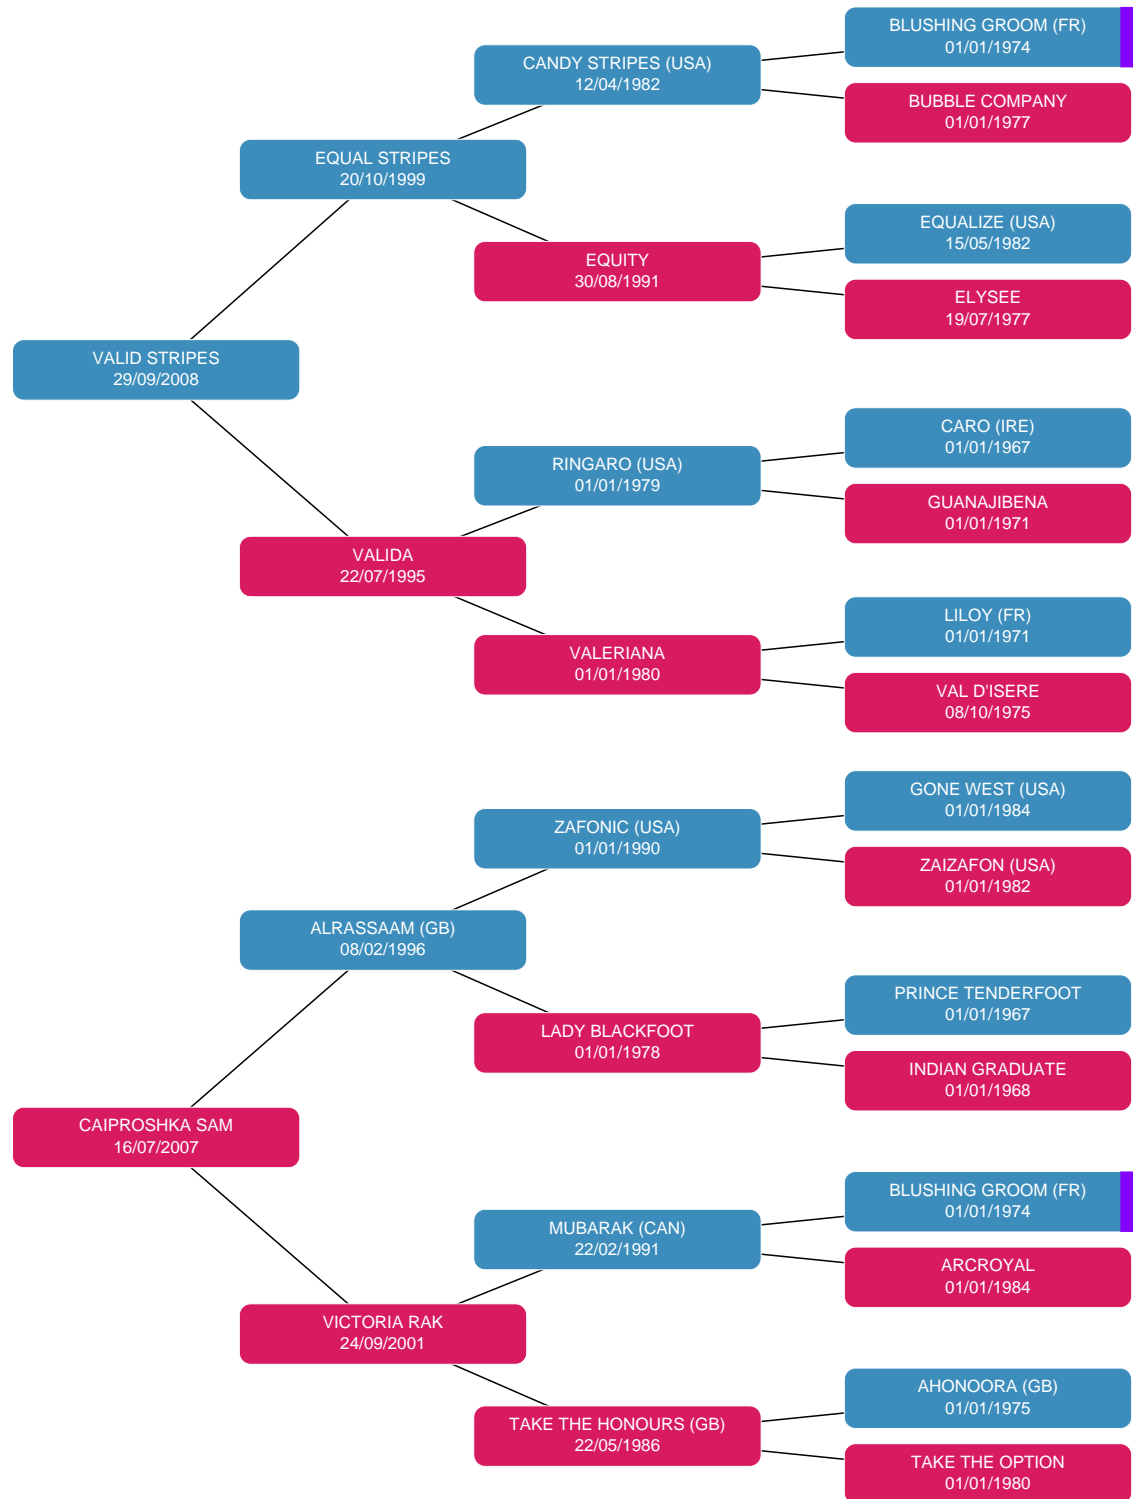 BLUSHING GROOM (FR)
01/01/1974
CANDY STRIPES (USA)
12/04/1982
BUBBLE COMPANY
01/01/1977
EQUAL STRIPES
20/10/1999
EQUALIZE (USA)
15/05/1982
EQUITY
30/08/1991
ELYSEE
19/07/1977
VALID STRIPES
29/09/2008
CARO (IRE)
01/01/1967
RINGARO (USA)
01/01/1979
GUANAJIBENA
01/01/1971
VALIDA
22/07/1995
LILOY (FR)
01/01/1971
VALERIANA
01/01/1980
VAL D'ISERE
08/10/1975
GONE WEST (USA)
01/01/1984
ZAFONIC (USA)
01/01/1990
ZAIZAFON (USA)
01/01/1982
ALRASSAAM (GB)
08/02/1996
PRINCE TENDERFOOT
01/01/1967
LADY BLACKFOOT
01/01/1978
INDIAN GRADUATE
01/01/1968
CAIPROSHKA SAM
16/07/2007
BLUSHING GROOM (FR)
01/01/1974
MUBARAK (CAN)
22/02/1991
ARCROYAL
01/01/1984
VICTORIA RAK
24/09/2001
AHONOORA (GB)
01/01/1975
TAKE THE HONOURS (GB)
22/05/1986
TAKE THE OPTION
01/01/1980